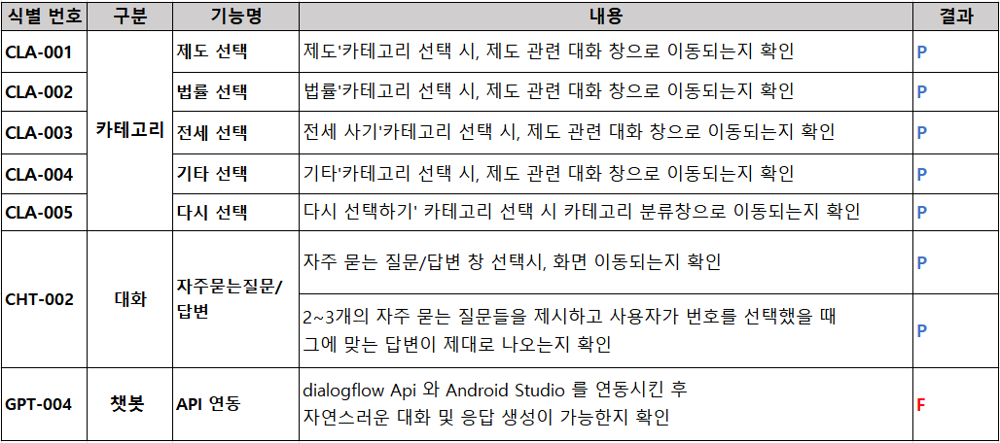 식별 번호 구분 기능명 내용 결과
CLA-001 제도 선택 제도'카테고리 선택 시, 제도 관련 대화 창으로 이동되는지 확인 P
CLA-002 법률 선택 법률'카테고리 선택 시, 제도 관련 대화 창으로 이동되는지 확인 P
CLA-003 카테고리 전세 선택 전세 사기'카테고리 선택 시, 제도 관련 대화 창으로 이동되는지 확인 P
CLA-004 기타 선택 기타'카테고리 선택 시, 제도 관련 대화 창으로 이동되는지 확인 P
CLA-005 다시 선택 다시 선택하기' 카테고리 선택 시 카테고리 분류창으로 이동되는지 확인 P
CHT-002 대화 자주묻는질문/
답변
자주 묻는 질문/답변 창 선택시, 화면 이동되는지 확인 P
2~3개의 자주 묻는 질문들을 제시하고 사용자가 번호를 선택했을 때
그에 맞는 답변이 제대로 나오는지 확인 P
GPT-004 챗봇 API 연동 dialogflow Api 와 Android Studio 를 연동시킨 후
자연스러운 대화 및 응답 생성이 가능한지 확인 F